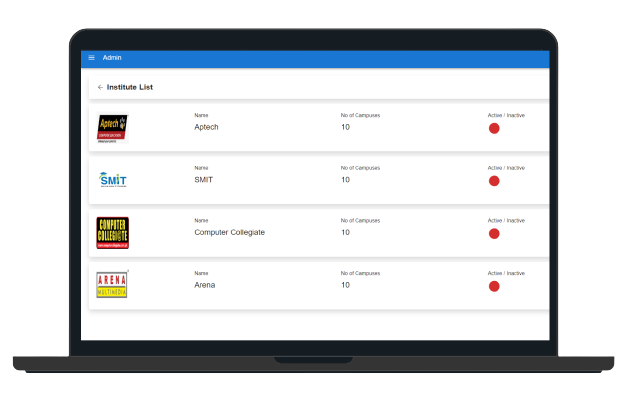 Admin
← Institute List
Aptech
COMPUTER EDUCATION
Name
Aptech
No of Campuses
10
Active / Inactive
SMIT
Name
SMIT
No of Campuses
10
Active / Inactive
COMPUTER
COLLEGIATE
Name
Computer Collegiate
No of Campuses
10
Active / Inactive
ARENA
MULTIMEDIA
Name
Arena
No of Campuses
10
Active / Inactive